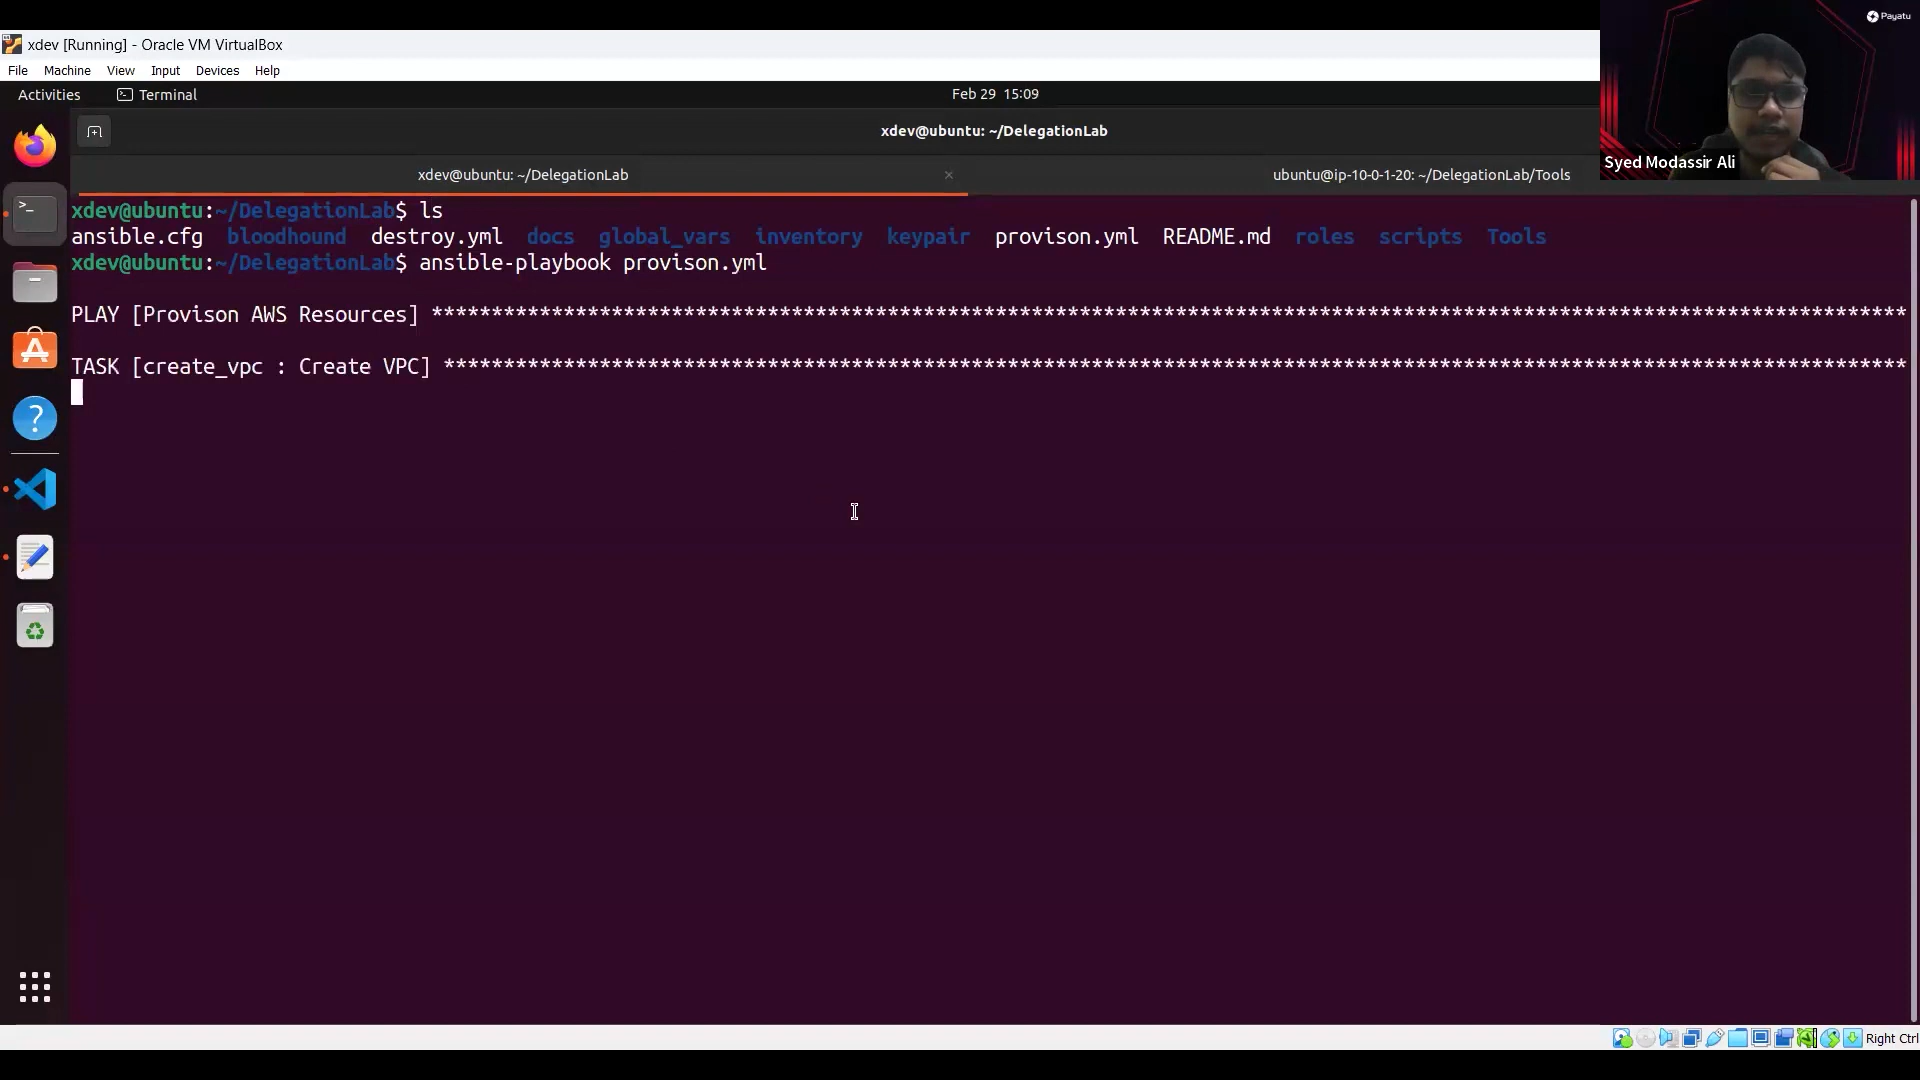 Payatu
xdev [Running] - Oracle VM VirtualBox
File Machine View Input Devices Help
Activities Terminal Feb 29 15:09
xdev@ubuntu: ~/DelegationLab
Syed Modassir Ali
xdev@ubuntu: ~/DelegationLab × ubuntu@ip-10-0-1-20: ~/DelegationLab/Tools
xdev@ubuntu:~/DelegationLab$ ls
ansible.cfg bloodhound destroy.yml docs global_vars inventory keypair provison.yml README.md roles scripts Tools
xdev@ubuntu:~/DelegationLab$ ansible-playbook provison.yml
PLAY [Provison AWS Resources] ***************************************************************************************************************************
TASK [create_vpc : Create VPC] **************************************************************************************************************************
Right Ctrl